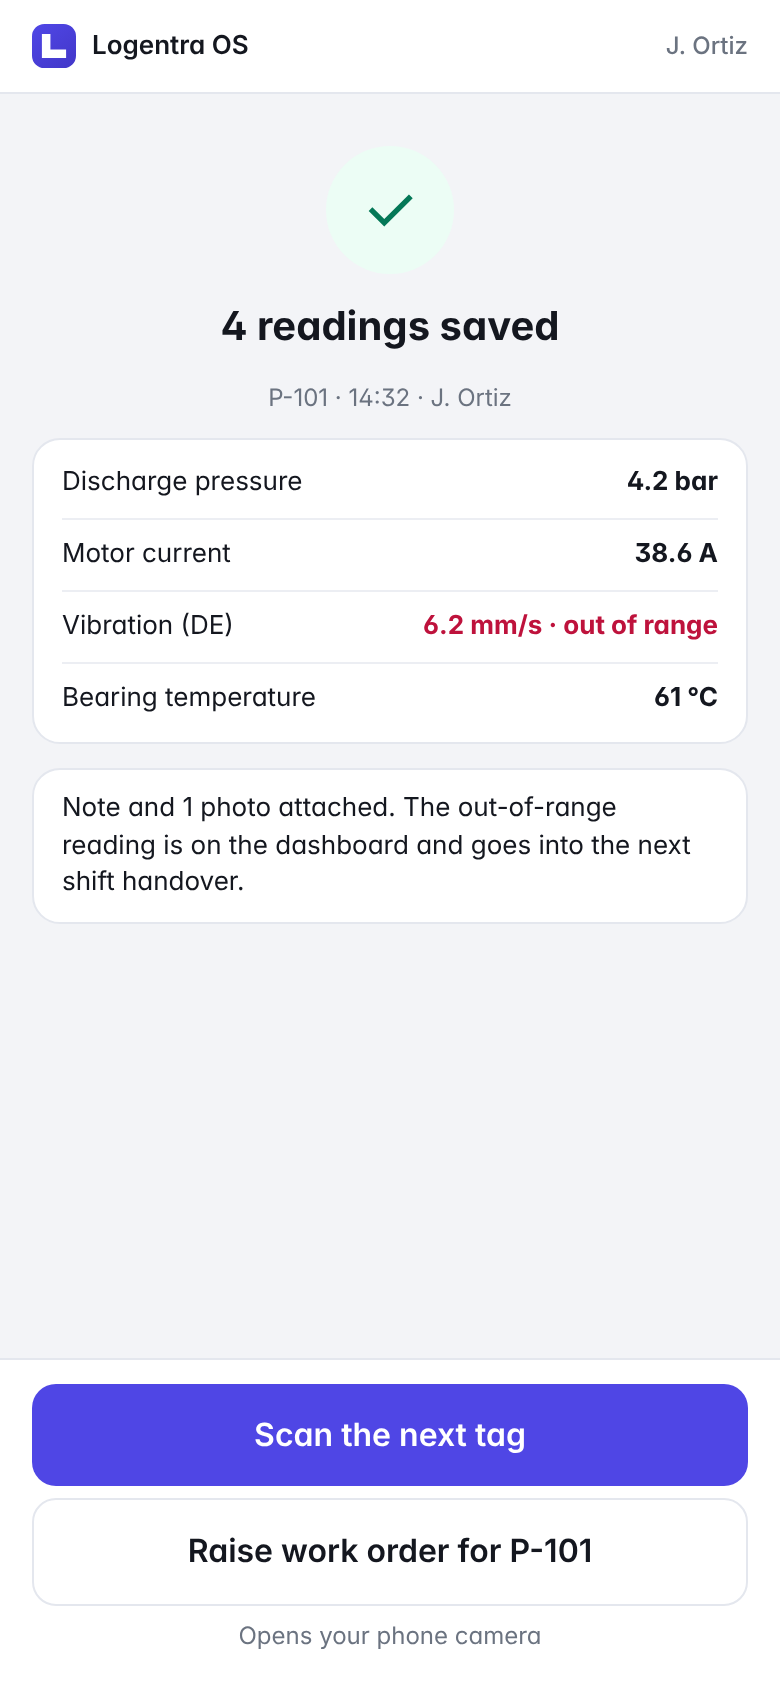 Logentra OS
J. Ortiz
4 readings saved
P-101 · 14:32 · J. Ortiz
Discharge pressure 4.2 bar
Motor current 38.6 A
Vibration (DE) 6.2 mm/s · out of range
Bearing temperature 61 °C
Note and 1 photo attached. The out-of-range
reading is on the dashboard and goes into the next
shift handover.
Scan the next tag
Raise work order for P-101
Opens your phone camera